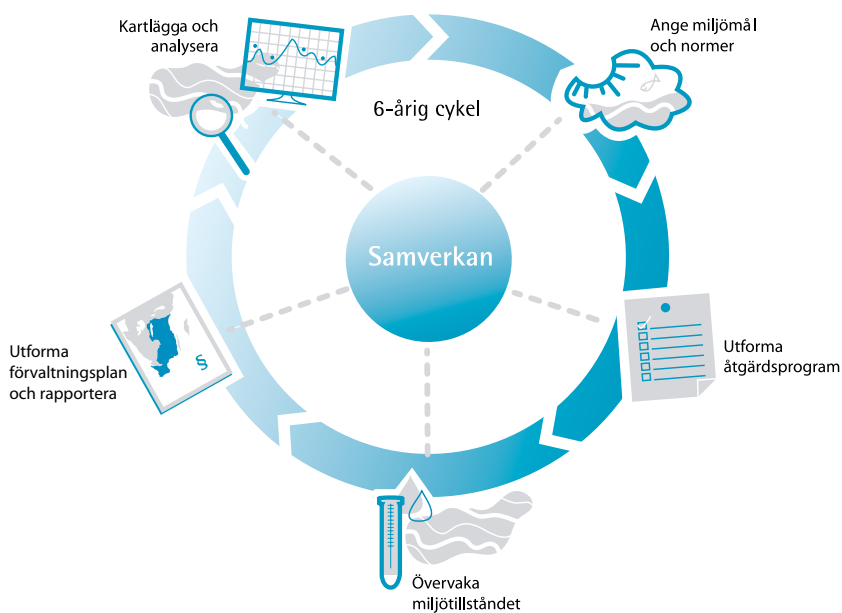 Kartlägga och
analysera
Ange miljömål
och normer
6-årig cykel
Samverkan
Utforma
åtgärdsprogram
Utforma
förvaltningsplan
och rapportera
§
Övervaka
miljötillståndet